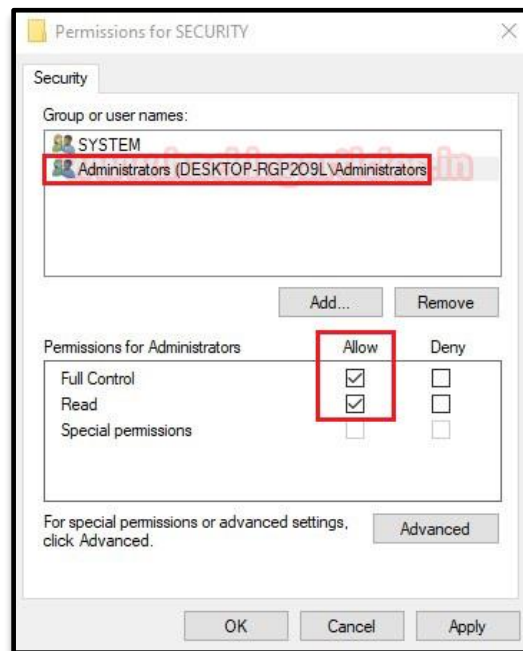 Permissions for SECURITY
Security
Group or user names:
SYSTEM
Administrators (DESKTOP-RGP2O9L\Administrators
Add... Remove
Permissions for Administrators Allow Deny
Full Control
Read
Special permissions
For special permissions or advanced settings,
click Advanced.
Advanced
OK Cancel Apply